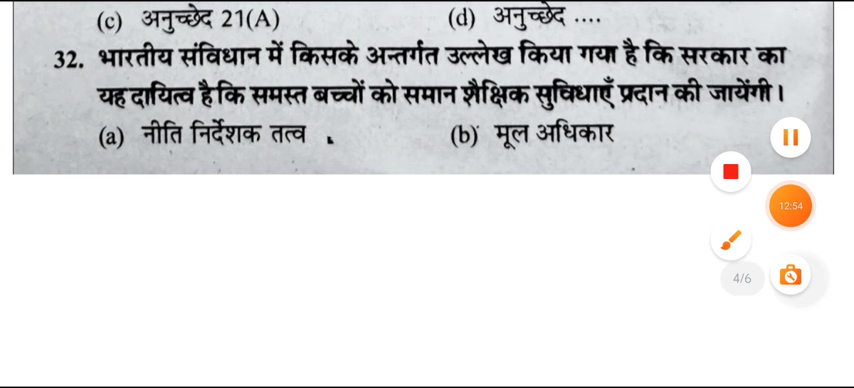 (c) अनुच्छेद 21(A) (d) अनुच्छेद ....
32. भारतीय संविधान में किसके अन्तर्गत उल्लेख किया गया है कि सरकार का
यह दायित्व है कि समस्त बच्चों को समान शैक्षिक सुविधाएँ प्रदान की जायेंगी।
(a) नीति निर्देशक तत्व . (b) मूल अधिकार
12:54
4/6